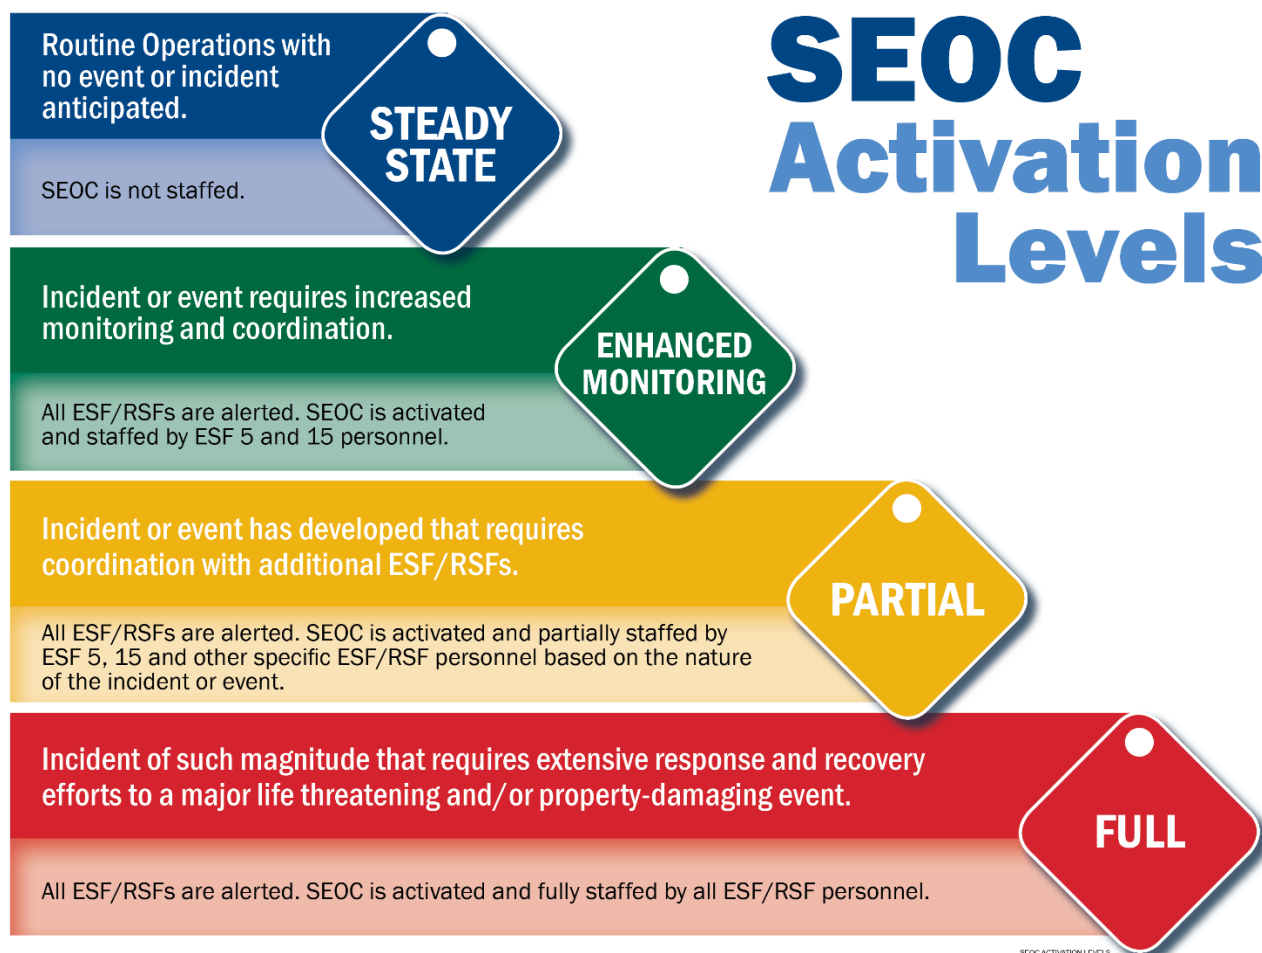 SEOC
Activation
Levels
Routine Operations with
no event or incident
anticipated.
STEADY
STATE
SEOC is not staffed.
Incident or event requires increased
monitoring and coordination.
ENHANCED
MONITORING
All ESF/RSFs are alerted. SEOC is activated
and staffed by ESF 5 and 15 personnel.
Incident or event has developed that requires
coordination with additional ESF/RSFs.
PARTIAL
All ESF/RSFs are alerted. SEOC is activated and partially staffed by
ESF 5, 15 and other specific ESF/RSF personnel based on the nature
of the incident or event.
Incident of such magnitude that requires extensive response and recovery
efforts to a major life threatening and/or property-damaging event.
FULL
All ESF/RSFs are alerted. SEOC is activated and fully staffed by all ESF/RSF personnel.
SEOC ACTIVATION LEVELS